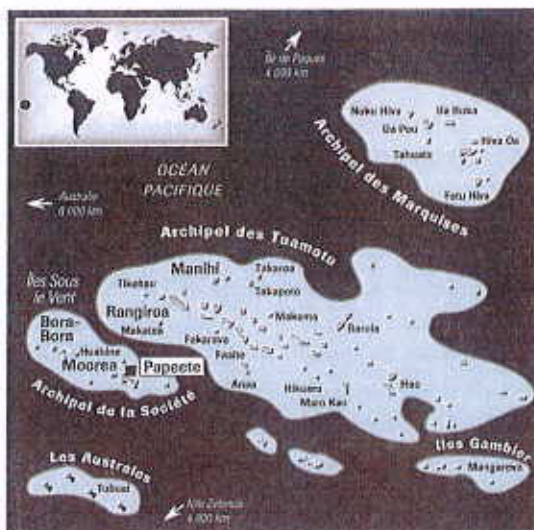 Île de Pâques
4 000 km
Nuku Hiva
Ua Huka
Ua Pou
Hiva Oa
Tahuata
Fatu Hiva
Archipel des Marquises
OCÉAN
PACIFIQUE
Australie
6 000 km
Archipel des Tuamotu
Manihi
Takaroa
Tikehau
Takapoto
Îles Sous
le Vent
Rangiroa
Makemo
Raroia
Makatea
Bora-
Bora
Fakarava
Huahine
Faaite
Moorea
Papeete
Anaa
Hikueru
Hao
Archipel de la Société
Îles Gambier
Mangareva
Les Australes
Tubuai
Nlle Zélande
4 000 km